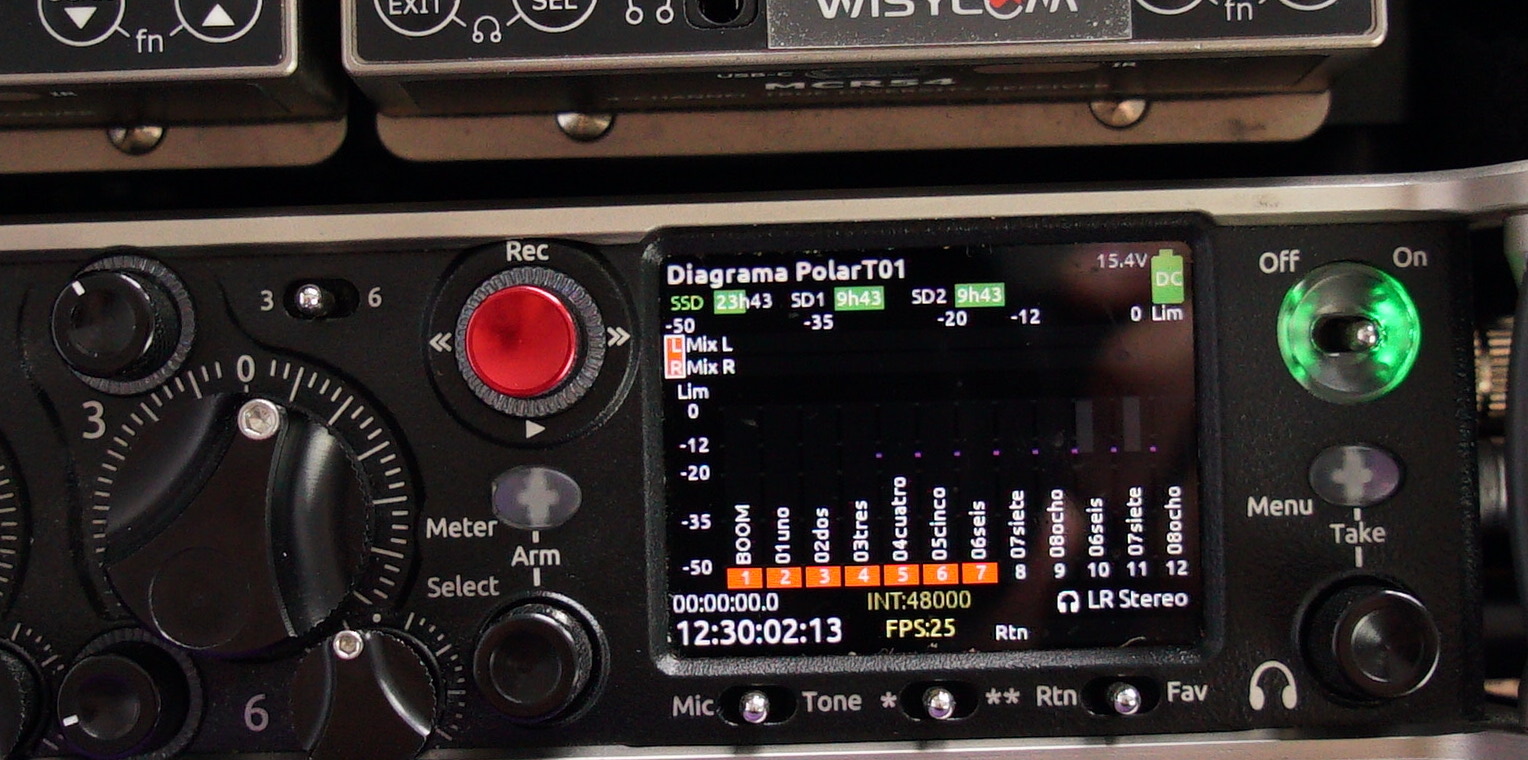 EXIT
SEL
fn
fn
WISYCOM
USB-C
MCR54
Rec
Off
On
3
6
3
0
6
Meter
Arm
Select
Menu
Take
Diagrama PolarT01
15.4V
DC
SSD 23h43 SD1 9h43 SD2 9h43
-50 -35 -20 -12 0 Lim
L Mix L
R Mix R
Lim
0
-12
-20
-35
-50
BOOM 01uno 02dos 03tres 04cuatro 05cinco 06seis 07siete 08ocho 06seis 07siete 08ocho
1 2 3 4 5 6 7 8 9 10 11 12
00:00:00.0 INT:48000 LR Stereo
12:30:02:13 FPS:25 Rtn
Mic Tone * ** Rtn Fav